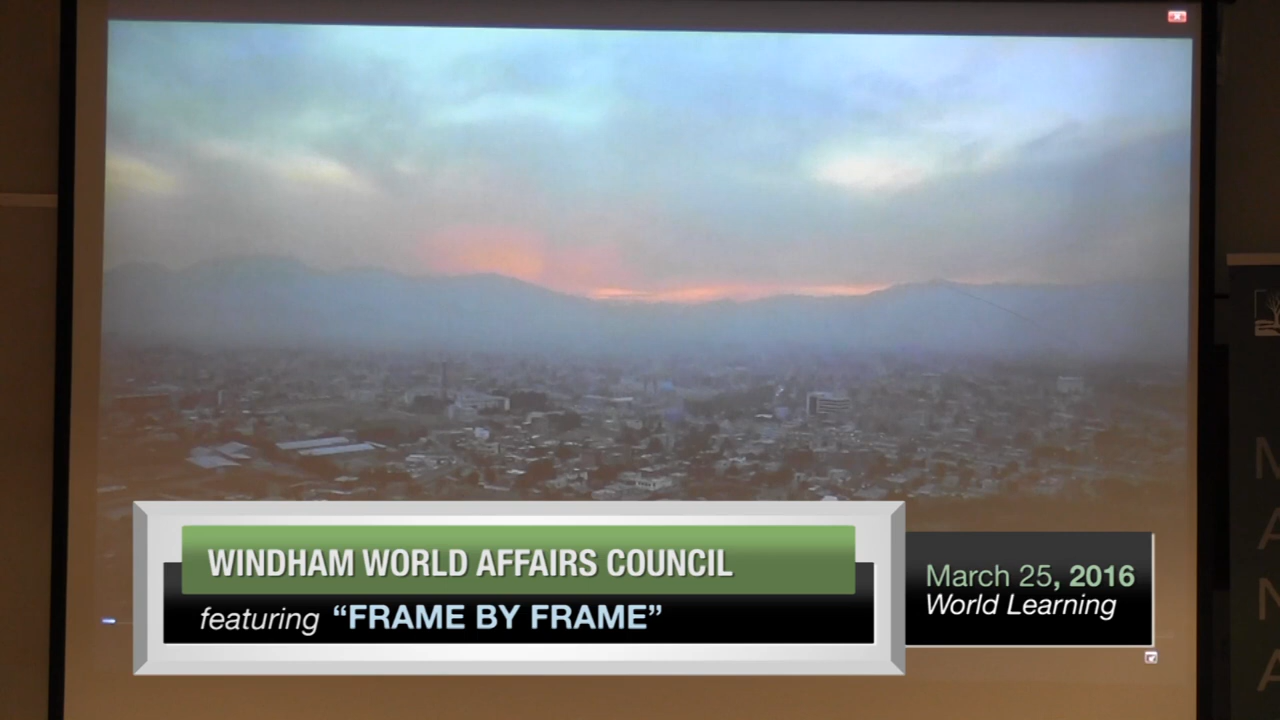 WINDHAM WORLD AFFAIRS COUNCIL
featuring “FRAME BY FRAME”
March 25, 2016
World Learning
M
A
N
A